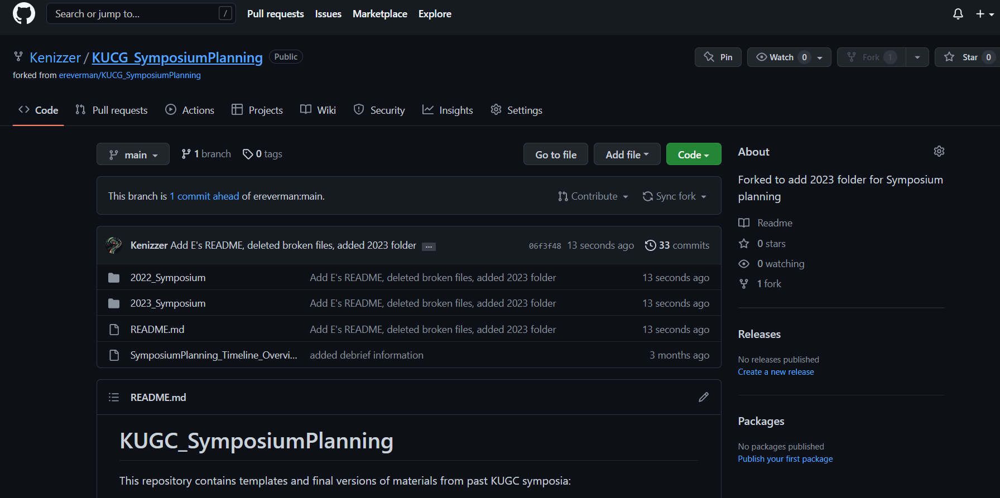 Search or jump to... /
Pull requests Issues Marketplace Explore
Kenizzer / KUCG_SymposiumPlanning Public
Pin Watch 0 Fork 1 Star 0
forked from ereverman/KUCG_SymposiumPlanning
Code Pull requests Actions Projects Wiki Security Insights Settings
main 1 branch 0 tags Go to file Add file Code
This branch is 1 commit ahead of ereverman:main. Contribute Sync fork
Kenizzer Add E's README, deleted broken files, added 2023 folder ... 06f3f48 13 seconds ago 33 commits
2022_Symposium Add E's README, deleted broken files, added 2023 folder 13 seconds ago
2023_Symposium Add E's README, deleted broken files, added 2023 folder 13 seconds ago
README.md Add E's README, deleted broken files, added 2023 folder 13 seconds ago
SymposiumPlanning_Timeline_Overvi... added debrief information 3 months ago
README.md
KUGC_SymposiumPlanning
This repository contains templates and final versions of materials from past KUGC symposia:
About
Forked to add 2023 folder for Symposium
planning
Readme
0 stars
0 watching
1 fork
Releases
No releases published
Create a new release
Packages
No packages published
Publish your first package